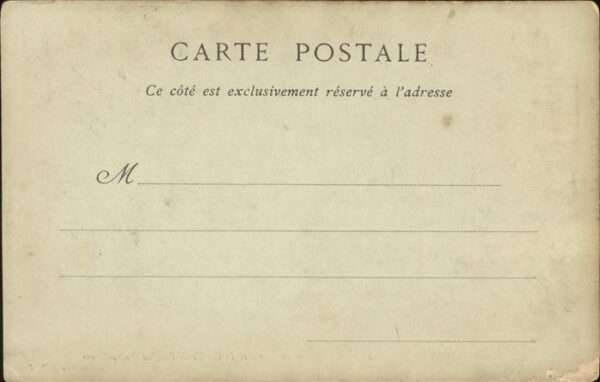 CARTE POSTALE
Ce côté est exclusivement réservé à l'adresse
M